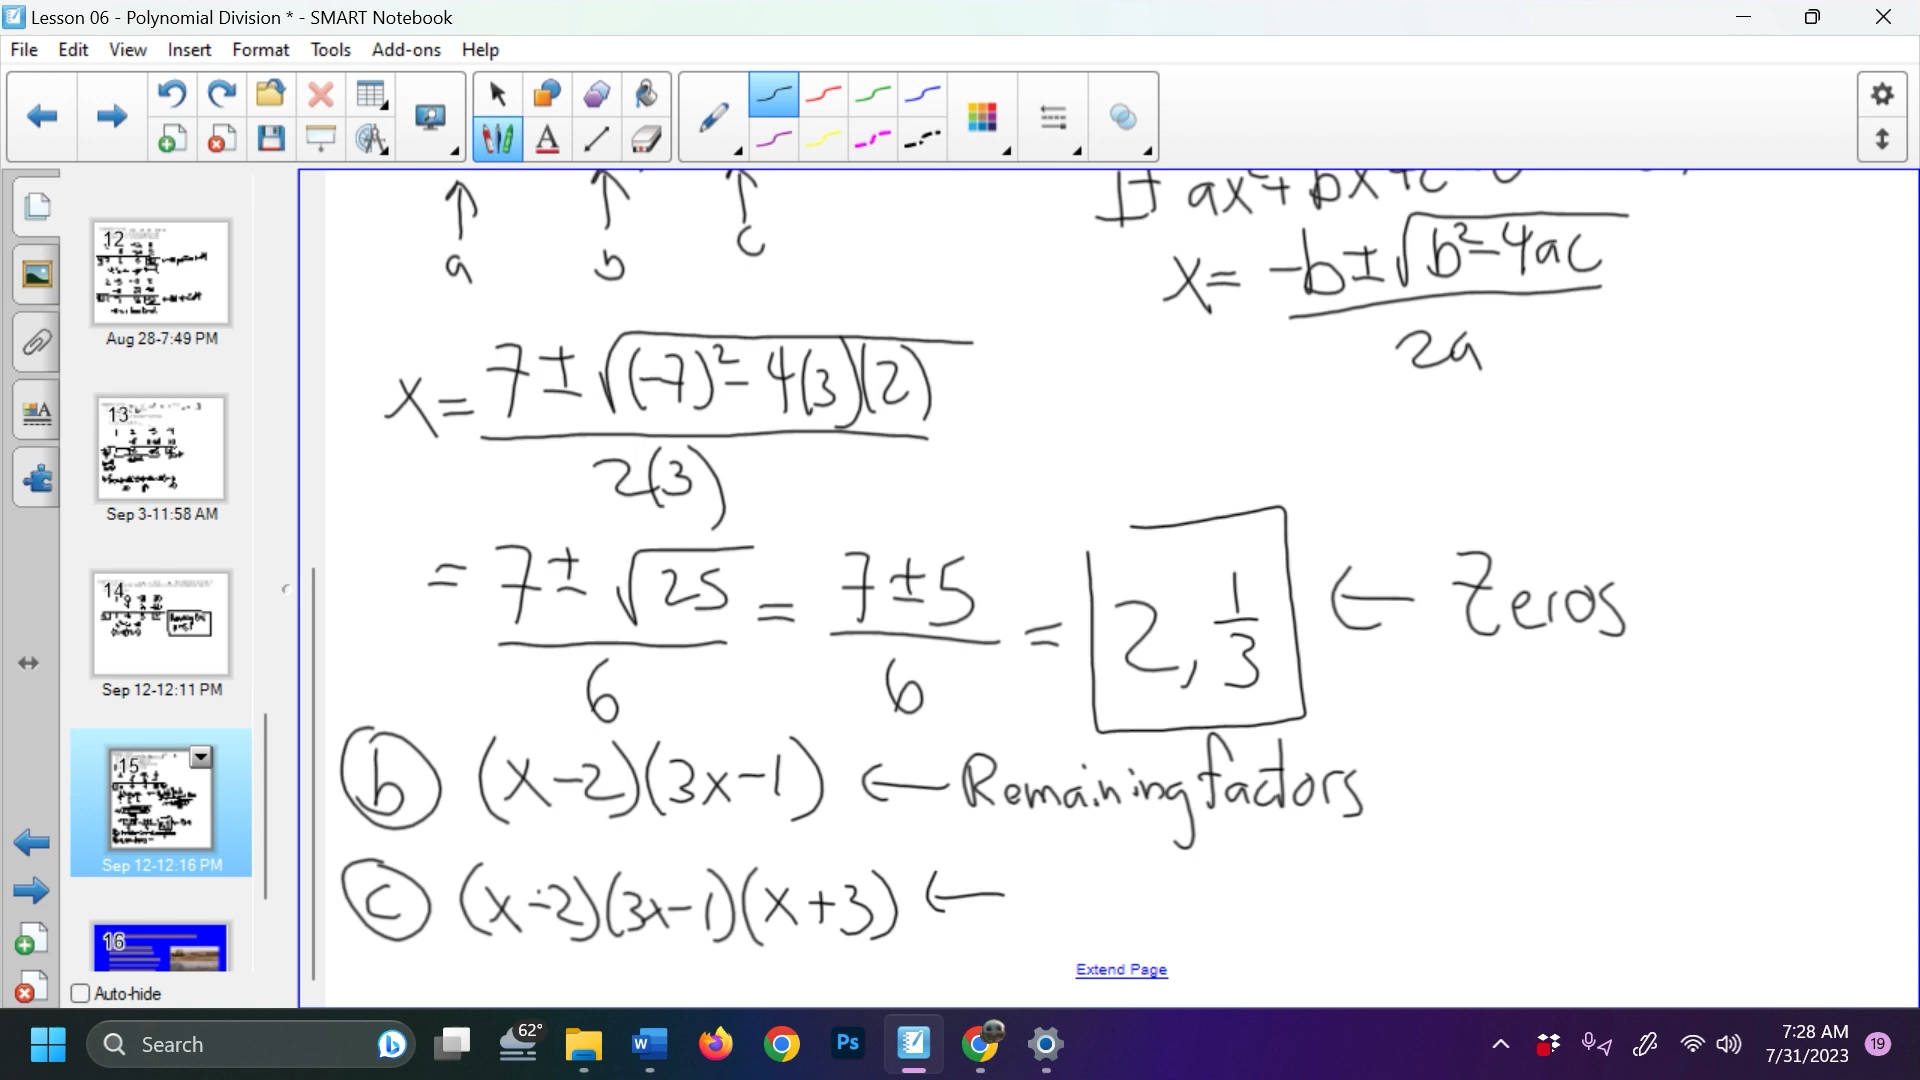 Lesson 06 - Polynomial Division * - SMART Notebook
File Edit View Insert Format Tools Add-ons Help
12
Aug 28-7:49 PM
13
Sep 3-11:58 AM
14
Sep 12-12:11 PM
15
Sep 12-12:16 PM
16
Auto-hide
a b c
If ax²+bx+c
x= -b±√b²-4ac
2a
x= 7±√(-7)²-4(3)(2)
2(3)
= 7±√25 / 6 = 7±5 / 6 = 2, 1/3 ← Zeros
(b) (x-2)(3x-1) ← Remaining factors
(c) (x-2)(3x-1)(x+3) ←
Extend Page
Search
62°
7:28 AM
7/31/2023
19